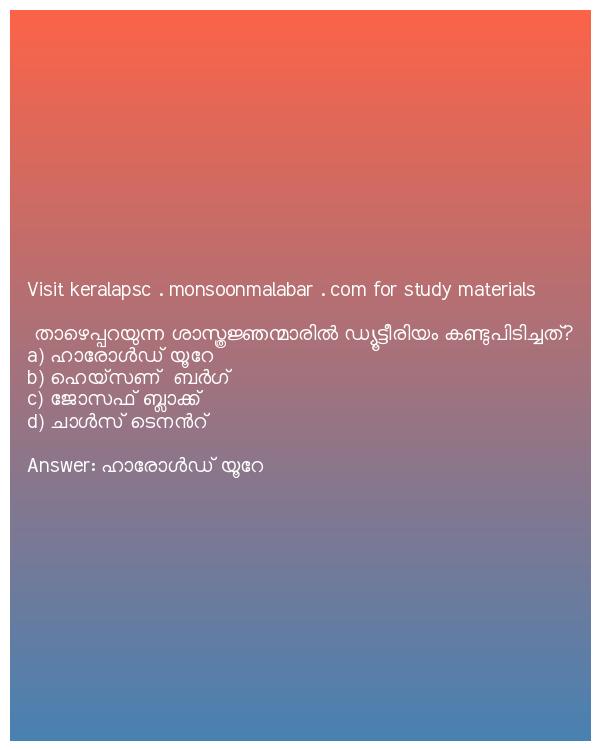 Visit keralapsc . monsoonmalabar . com for study materials
താഴെപ്പറയുന്ന ശാസ്ത്രജ്ഞന്മാരിൽ ഡ്യൂട്ടീരിയം കണ്ടുപിടിച്ചത്?
a) ഹാരോൾഡ് യൂറേ
b) ഹെയ്സണ്  ബർഗ്
c) ജോസഫ് ബ്ലാക്ക്
d) ചാൾസ് ടെനൻറ്
Answer: ഹാരോൾഡ് യൂറേ